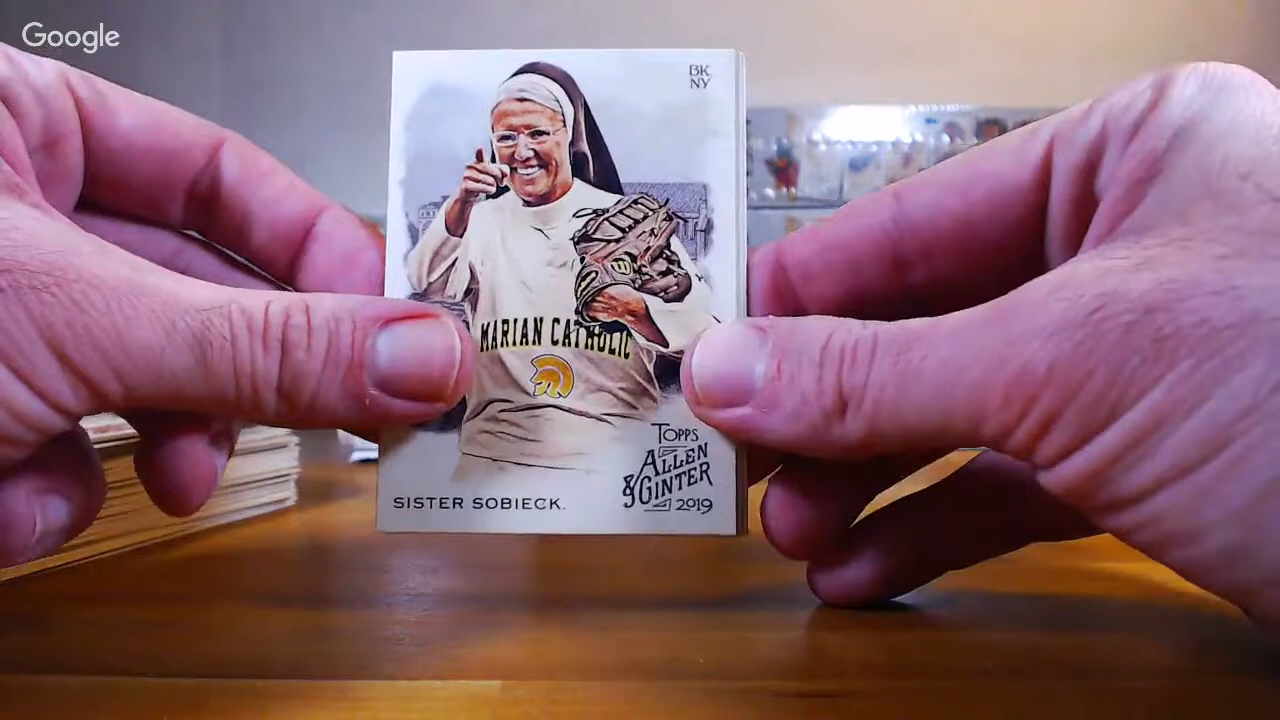 Google
BK
NY
MARIAN CATHOLIC
TOPPS
ALLEN
& GINTER
2019
SISTER SOBIECK.